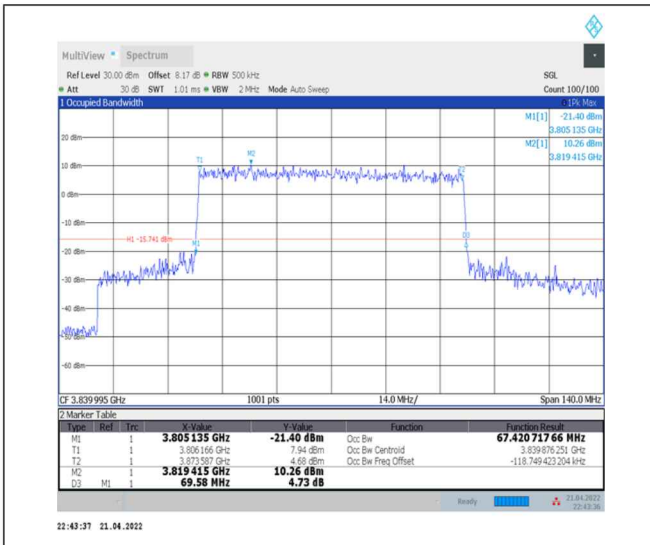 MultiView Spectrum
Ref Level 30.00 dBm Offset 8.17 dB RBW 500 kHz SGL
Att 30 dB SWT 1.01 ms VBW 2 MHz Mode Auto Sweep Count 100/100
1 Occupied Bandwidth 1Pk Max
M1[1] -21.40 dBm
3.805 135 GHz
M2[1] 10.26 dBm
3.819 415 GHz
20 dBm
M2
T1
10 dBm
0 dBm
-10 dBm
H1 -15.741 dBm
M1
D3
-20 dBm
-30 dBm
-40 dBm
-50 dBm
-60 dBm
CF 3.839 995 GHz 1001 pts 14.0 MHz/ Span 140.0 MHz
2 Marker Table
Type Ref Trc X-Value Y-Value Function Function Result
M1 1 3.805 135 GHz -21.40 dBm Occ Bw 67.420 717 66 MHz
T1 1 3.806 166 GHz 7.94 dBm Occ Bw Centroid 3.839 876 251 GHz
T2 1 3.873 587 GHz 4.68 dBm Occ Bw Freq Offset -118.749 423 204 kHz
M2 1 3.819 415 GHz 10.26 dBm
D3 M1 1 69.58 MHz 4.73 dB
Ready 21.04.2022
22:43:36
22:43:37 21.04.2022